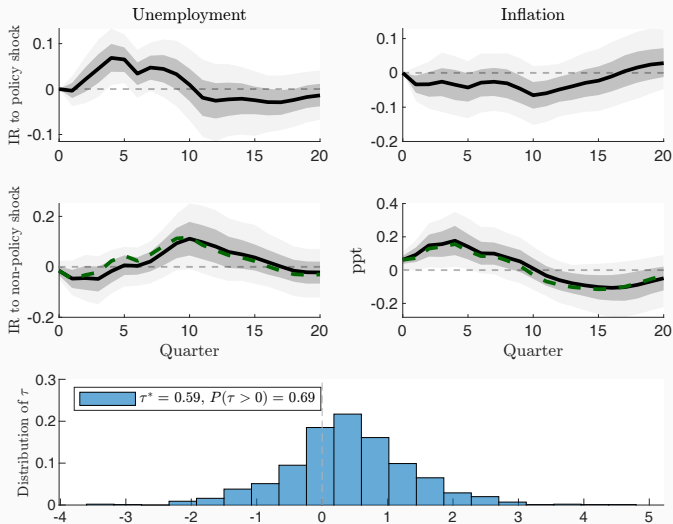 Unemployment
Inflation
IR to policy shock
0.1
0
-0.1
0 5 10 15 20
0.1
0
-0.1
-0.2
0 5 10 15 20
IR to non-policy shock
0.2
0
-0.2
0 5 10 15 20
Quarter
ppt
0.4
0.2
0
-0.2
0 5 10 15 20
Quarter
Distribution of τ
0.3
0.2
0.1
0
τ* = 0.59, P(τ > 0) = 0.69
-4 -3 -2 -1 0 1 2 3 4 5